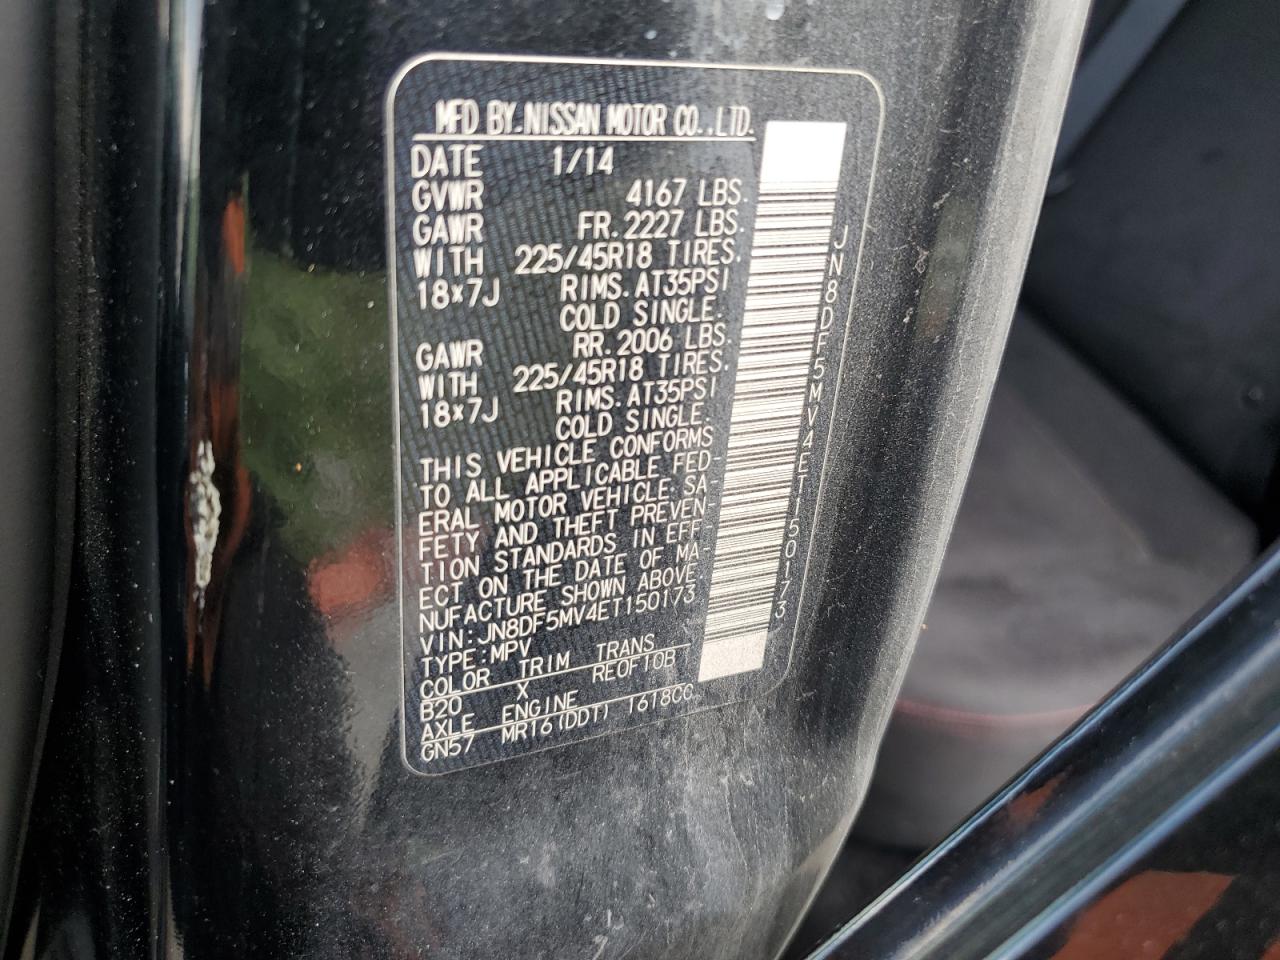 MFD BY.NISSAN MOTOR CO.,LTD.
DATE 1/14
GVWR 4167 LBS.
GAWR FR.2227 LBS.
WITH 225/45R18 TIRES.
18×7J RIMS.AT35PSI
COLD SINGLE.
GAWR RR.2006 LBS.
WITH 225/45R18 TIRES.
18×7J RIMS.AT35PSI
COLD SINGLE.
THIS VEHICLE CONFORMS
TO ALL APPLICABLE FED-
ERAL MOTOR VEHICLE SA-
FETY AND THEFT PREVEN-
TION STANDARDS IN EFF-
ECT ON THE DATE OF MA-
NUFACTURE SHOWN ABOVE.
VIN:JN8DF5MV4ET150173
TYPE:MPV
COLOR TRIM TRANS
B20 X RE0F10B
AXLE ENGINE
GN57 MR16(DDT) 1618CC
JN8DF5MV4ET150173